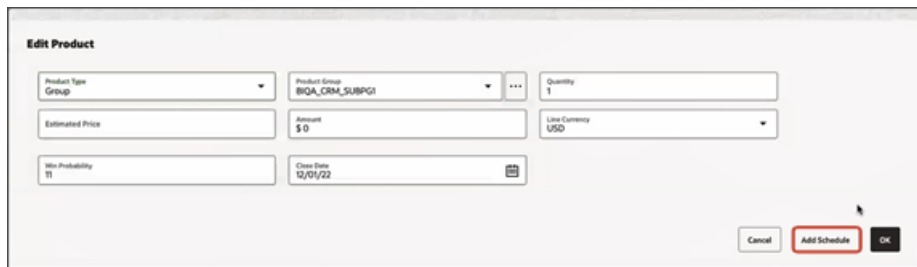 Edit Product
Product Type
Group
Product Group
BIQA_CRM_SUBPG1
...
Quantity
1
Estimated Price
Amount
$ 0
Line Currency
USD
Win Probability
11
Close Date
12/01/22
Cancel
Add Schedule
OK